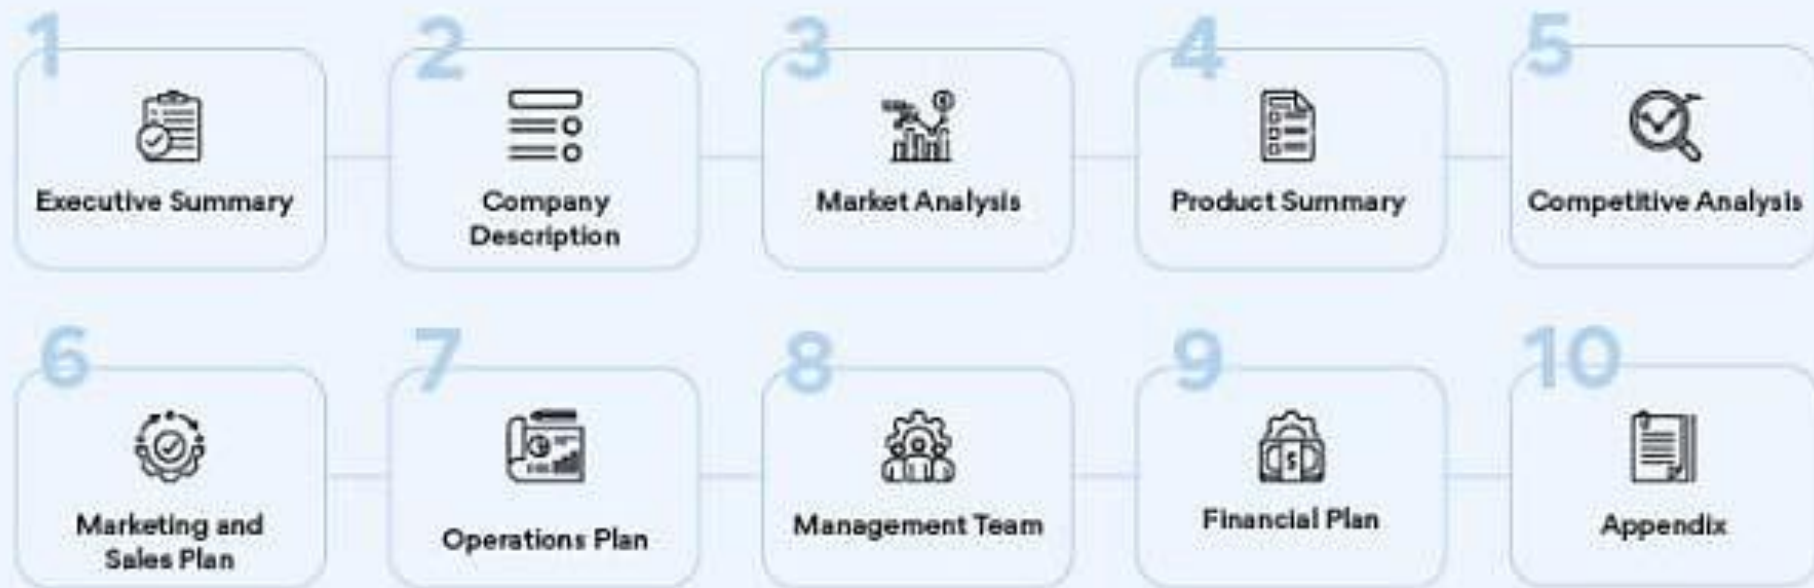 1
Executive Summary
2
Company
Description
3
Market Analysis
4
Product Summary
5
Competitive Analysis
6
Marketing and
Sales Plan
7
Operations Plan
8
Management Team
9
Financial Plan
10
Appendix